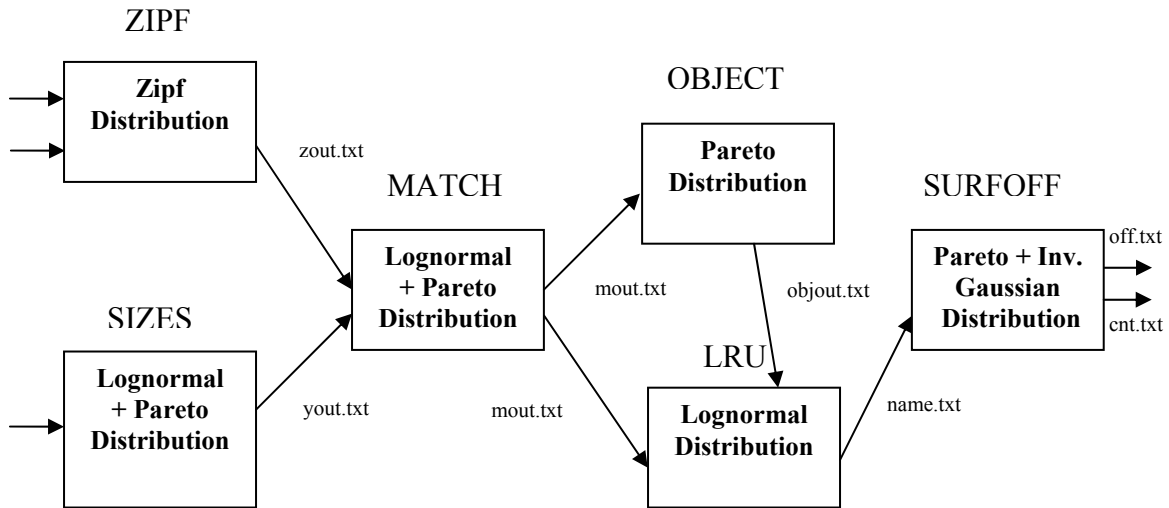 ZIPF
Zipf
Distribution
zout.txt
SIZES
Lognormal
+ Pareto
Distribution
yout.txt
MATCH
Lognormal
+ Pareto
Distribution
mout.txt
mout.txt
OBJECT
Pareto
Distribution
objout.txt
LRU
Lognormal
Distribution
name.txt
SURFOFF
Pareto + Inv.
Gaussian
Distribution
off.txt
cnt.txt